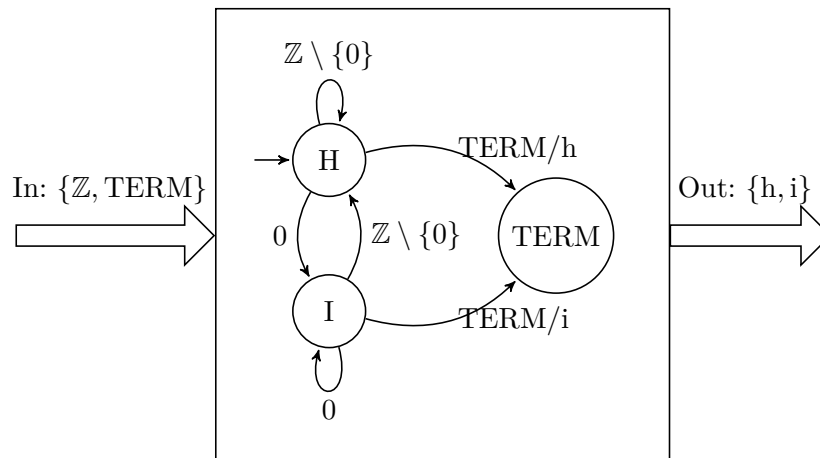 ℤ \ {0}
H
TERM/h
In: {ℤ, TERM}
Out: {h, i}
0
ℤ \ {0}
TERM
I
TERM/i
0